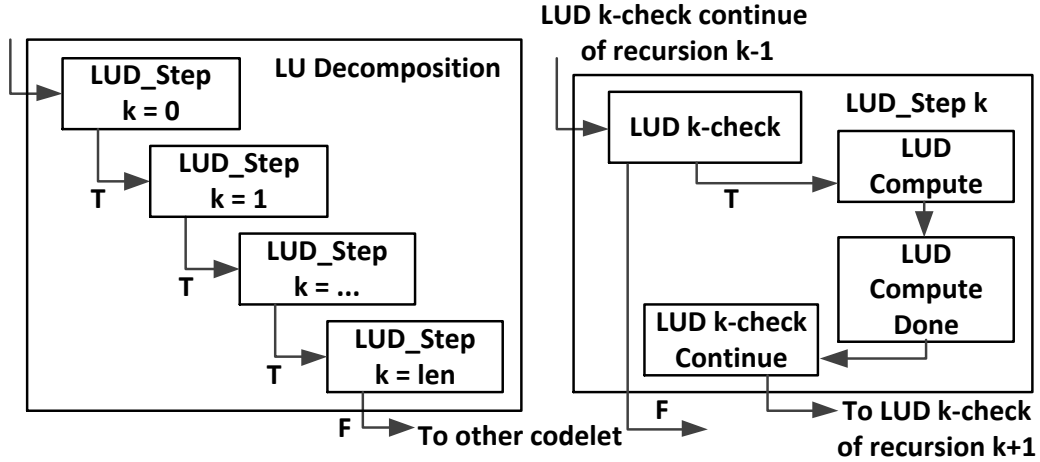 LU Decomposition
LUD_Step
k = 0
T
LUD_Step
k = 1
T
LUD_Step
k = ...
T
LUD_Step
k = len
F
To other codelet
LUD k-check continue
of recursion k-1
LUD_Step k
LUD k-check
T
LUD
Compute
LUD
Compute
Done
LUD k-check
Continue
F
To LUD k-check
of recursion k+1